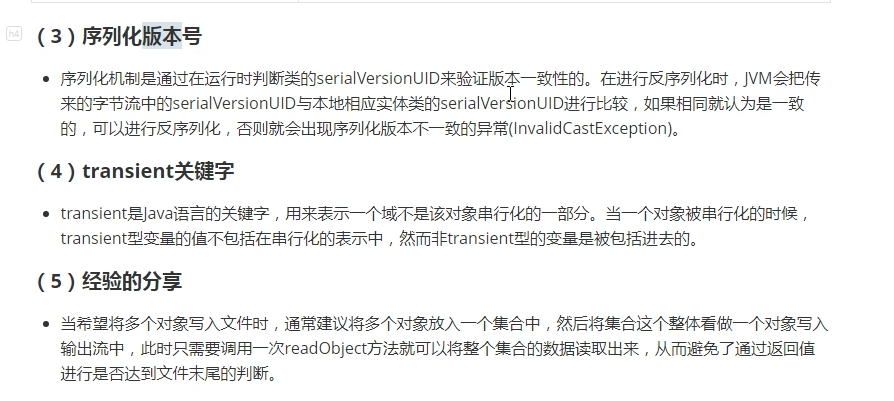 h4
（3）序列化版本号
序列化机制是通过在运行时判断类的serialVersionUID来验证版本一致性的。在进行反序列化时，JVM会把传
来的字节流中的serialVersionUID与本地相应实体类的serialVersionUID进行比较，如果相同就认为是一致
的，可以进行反序列化，否则就会出现序列化版本不一致的异常(InvalidCastException)。
（4）transient关键字
transient是Java语言的关键字，用来表示一个域不是该对象串行化的一部分。当一个对象被串行化的时候，
transient型变量的值不包括在串行化的表示中，然而非transient型的变量是被包括进去的。
（5）经验的分享
当希望将多个对象写入文件时，通常建议将多个对象放入一个集合中，然后将集合这个整体看做一个对象写入
输出流中，此时只需要调用一次readObject方法就可以将整个集合的数据读取出来，从而避免了通过返回值
进行是否达到文件末尾的判断。